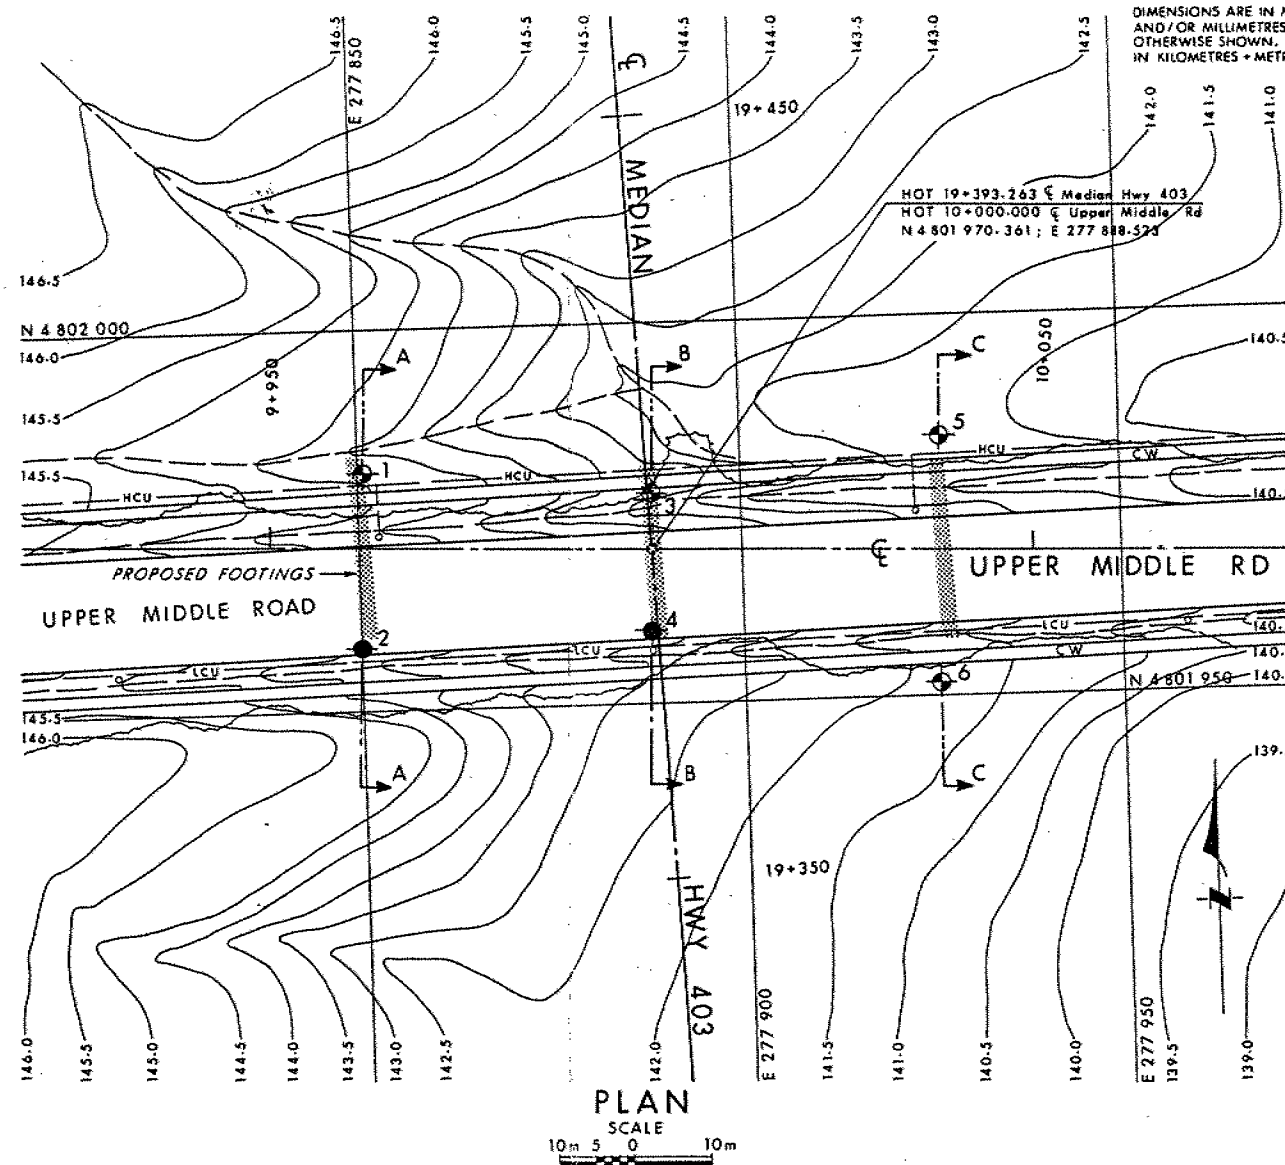 DIMENSIONS ARE IN
AND/OR MILLIMETRES
OTHERWISE SHOWN.
IN KILOMETRES + METR
146.5
E 277 850
146.0
145.5
145.0
℄
144.5
144.0
143.5
143.0
142.5
142.0
141.5
141.0
19+450
MEDIAN
HOT 19+393.263 ℄ Median Hwy 403
HOT 10+000.000 ℄ Upper Middle Rd
N 4 801 970.361; E 277 888.523
146.5
N 4 802 000
146.0
A
B
C
10+050
140.5
9+950
145.5
5
145.5
1
HCU
HCU
HCU
CW
3
140.
℄
PROPOSED FOOTINGS
UPPER MIDDLE RD
UPPER MIDDLE ROAD
4
2
LCU
LCU
LCU
CW
140.
140.
6
N 4 801 950
140.
145.5
146.0
139.
A
B
C
19+350
N
HWY 403
146.0
145.5
145.0
144.5
144.0
143.5
143.0
142.5
142.0
E 277 900
141.5
141.0
140.5
140.0
E 277 950
139.5
139.0
PLAN
SCALE
10m 5 0 10m